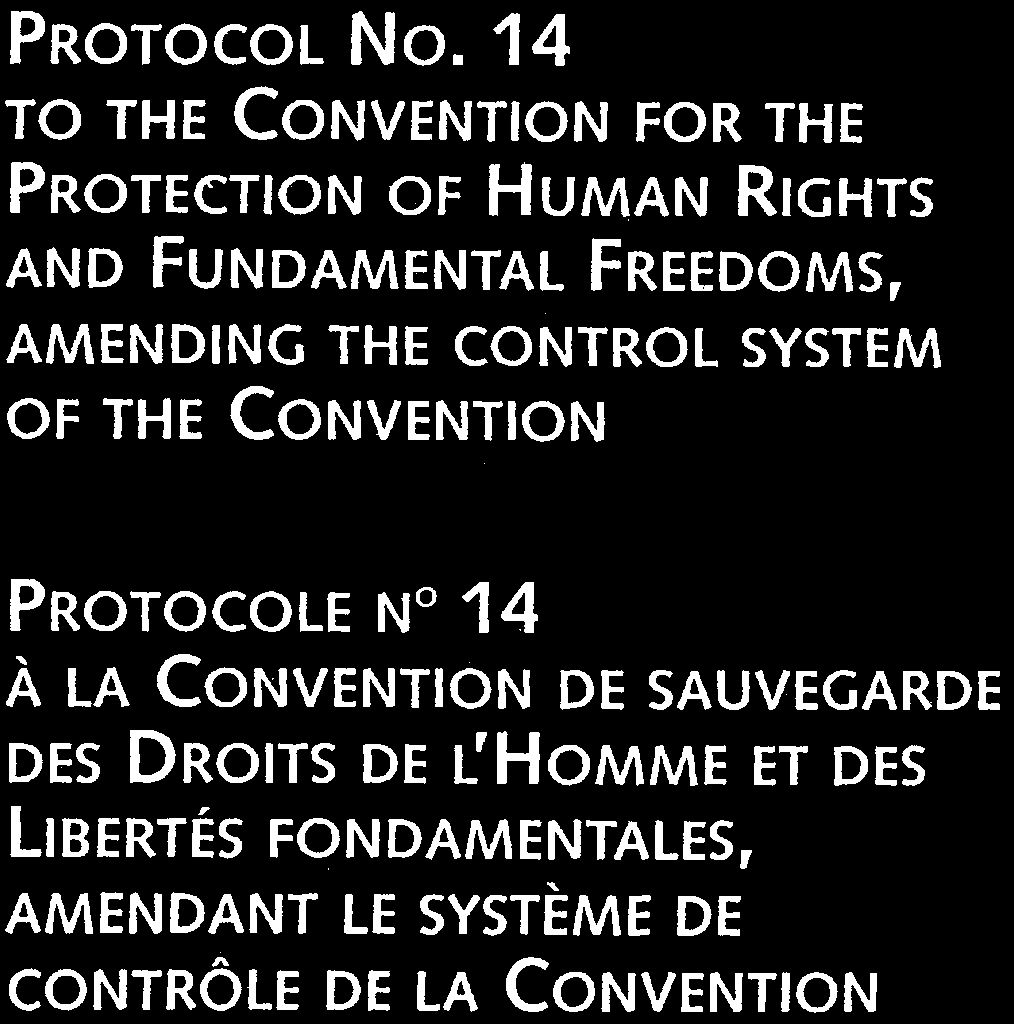 PROTOCOL NO. 14
TO THE CONVENTION FOR THE
PROTECTION OF HUMAN RIGHTS
AND FUNDAMENTAL FREEDOMS,
AMENDING THE CONTROL SYSTEM
OF THE CONVENTION
PROTOCOLE N° 14
À LA CONVENTION DE SAUVEGARDE
DES DROITS DE L'HOMME ET DES
LIBERTÉS FONDAMENTALES,
AMENDANT LE SYSTÈME DE
CONTRÔLE DE LA CONVENTION